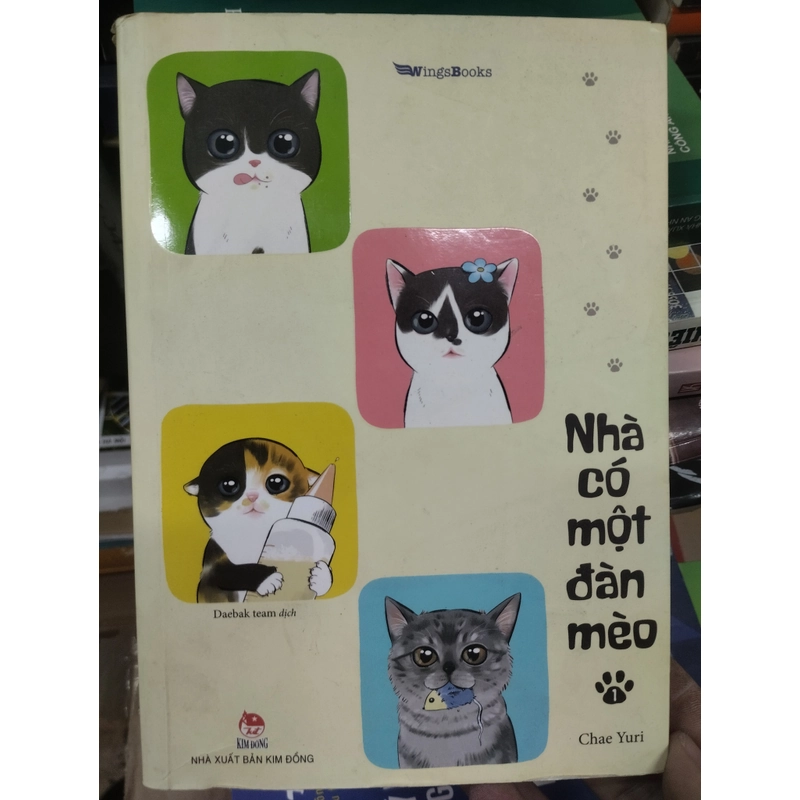 WingsBooks
Nhà
có
một
đàn
mèo
1
Chae Yuri
Daebak team dịch
KIM ĐỒNG
NHÀ XUẤT BẢN KIM ĐỒNG